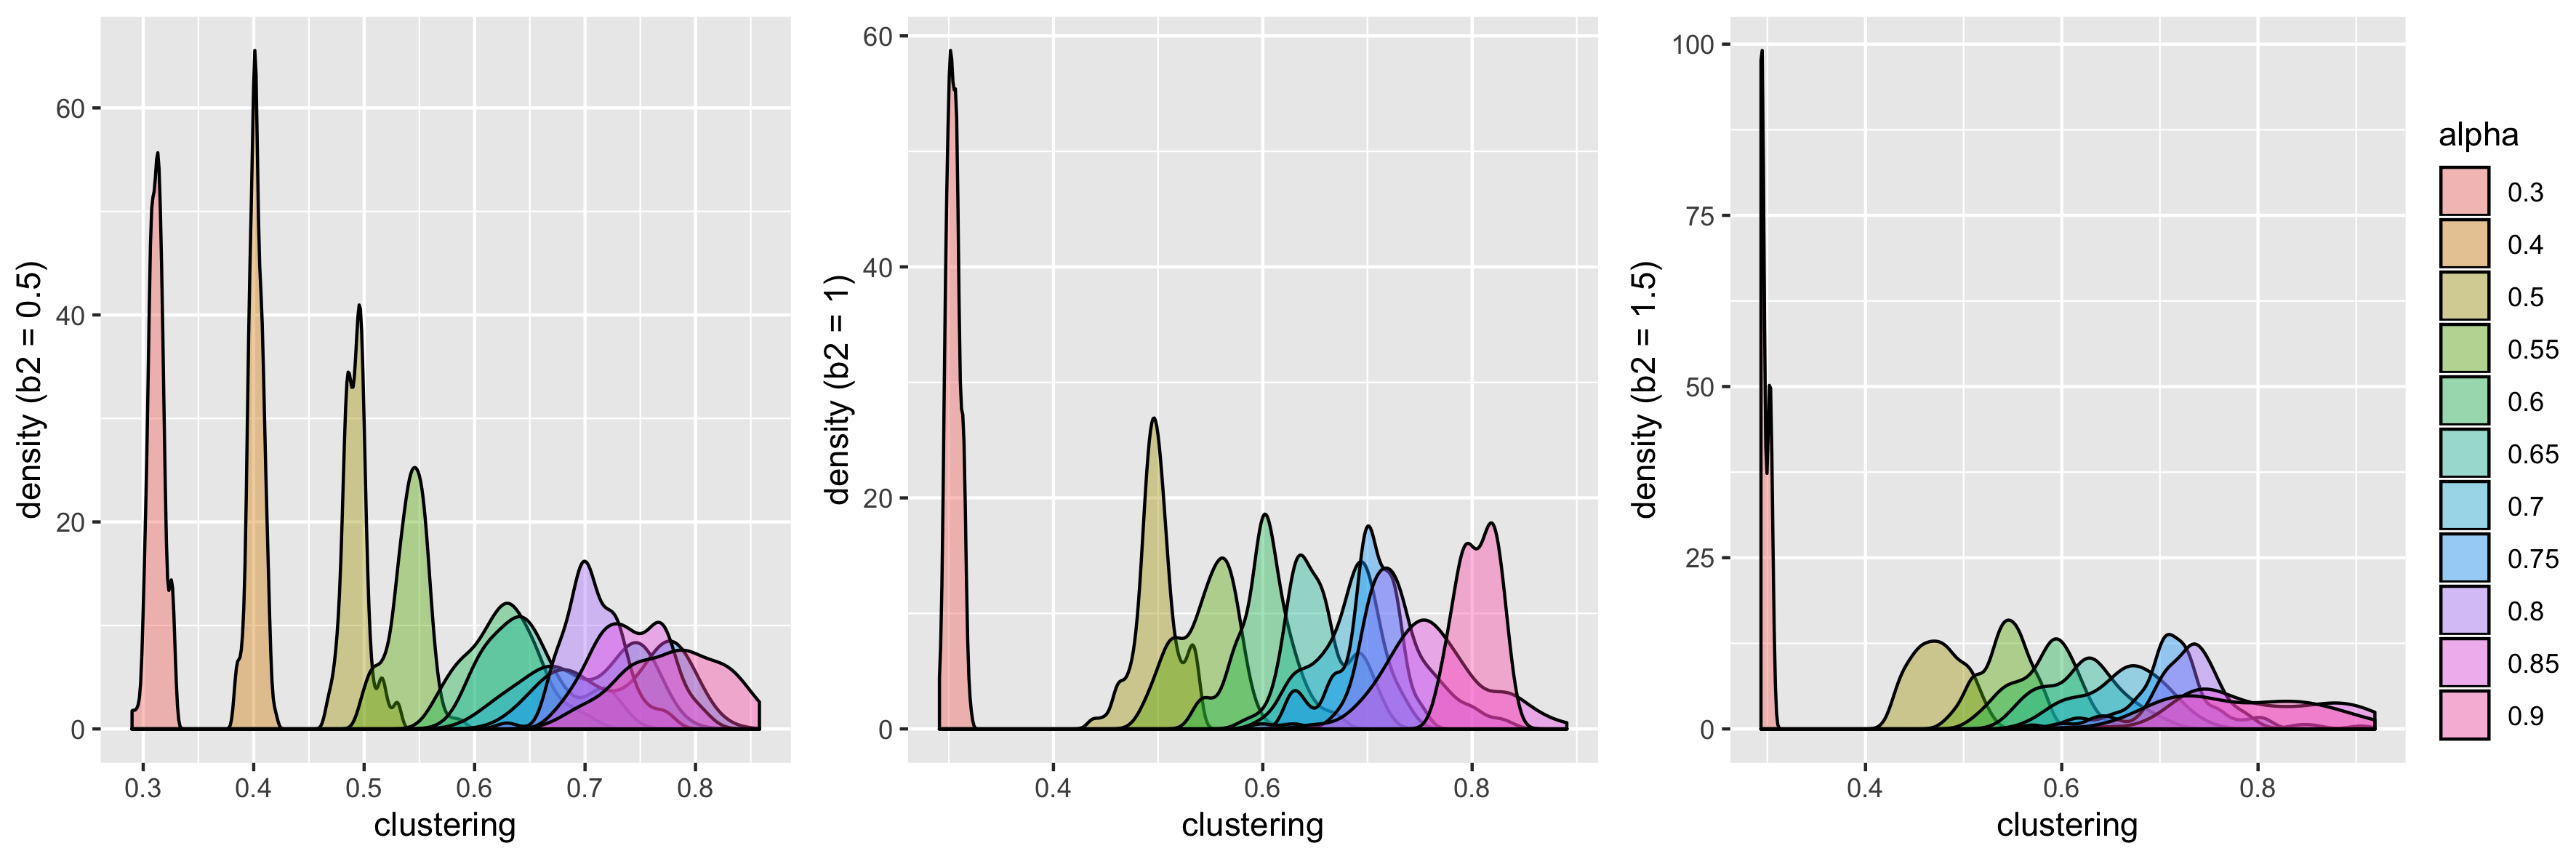 density (b2 = 0.5)
60
40
20
0
0.3 0.4 0.5 0.6 0.7 0.8
clustering
density (b2 = 1)
60
40
20
0
0.4 0.6 0.8
clustering
density (b2 = 1.5)
100
75
50
25
0
0.4 0.6 0.8
clustering
alpha
0.3
0.4
0.5
0.55
0.6
0.65
0.7
0.75
0.8
0.85
0.9